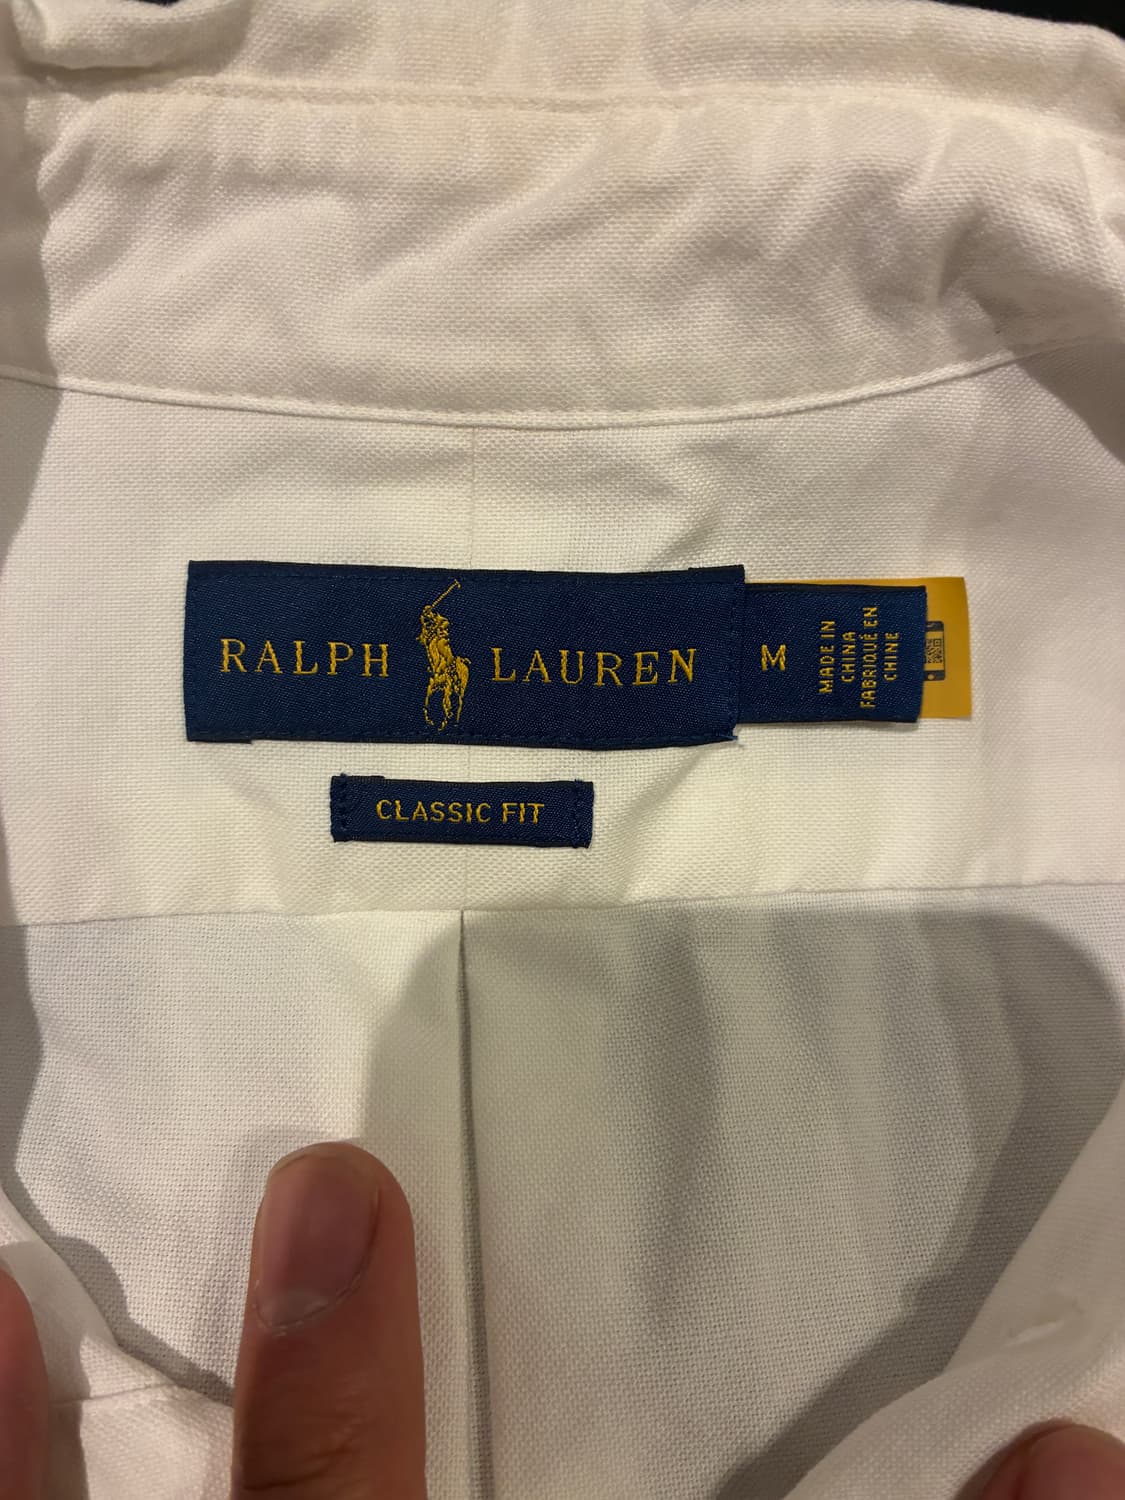 RALPH LAUREN
M
MADE IN
CHINA
FABRIQUÉ EN
CHINE
CLASSIC FIT